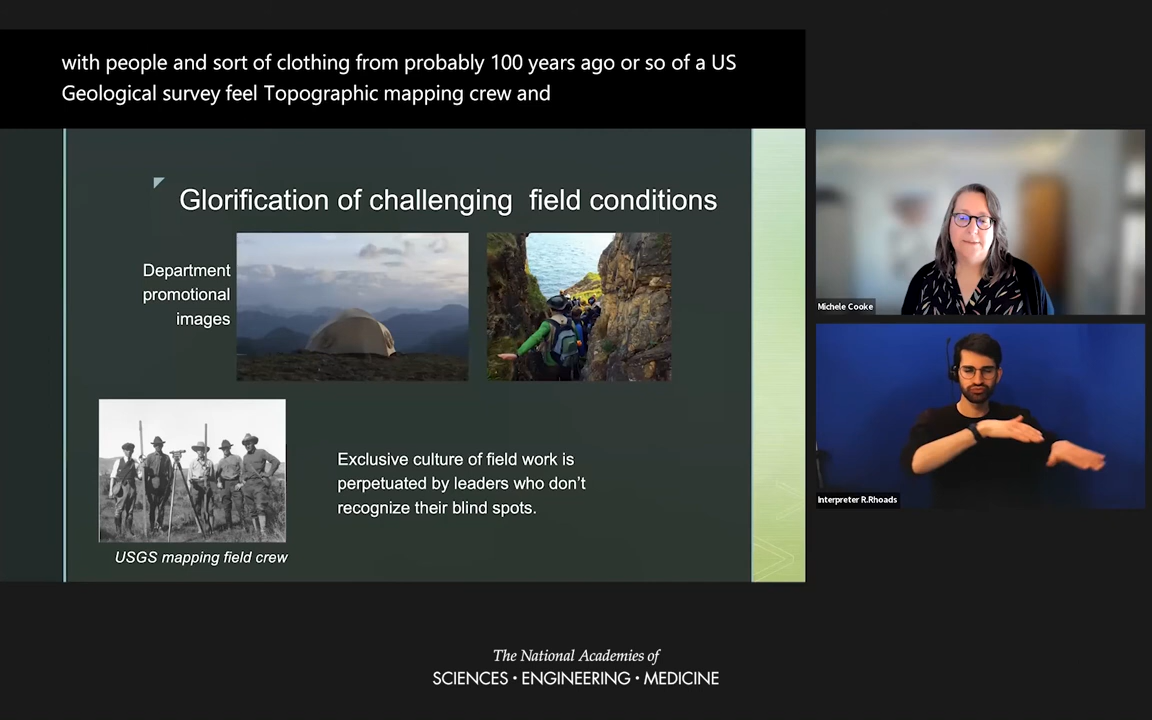 with people and sort of clothing from probably 100 years ago or so of a US
Geological survey feel Topographic mapping crew and
Glorification of challenging  field conditions
Department
promotional
images
Exclusive culture of field work is
perpetuated by leaders who don't
recognize their blind spots.
USGS mapping field crew
Michele Cooke
Interpreter R.Rhoads
The National Academies of
SCIENCES • ENGINEERING • MEDICINE